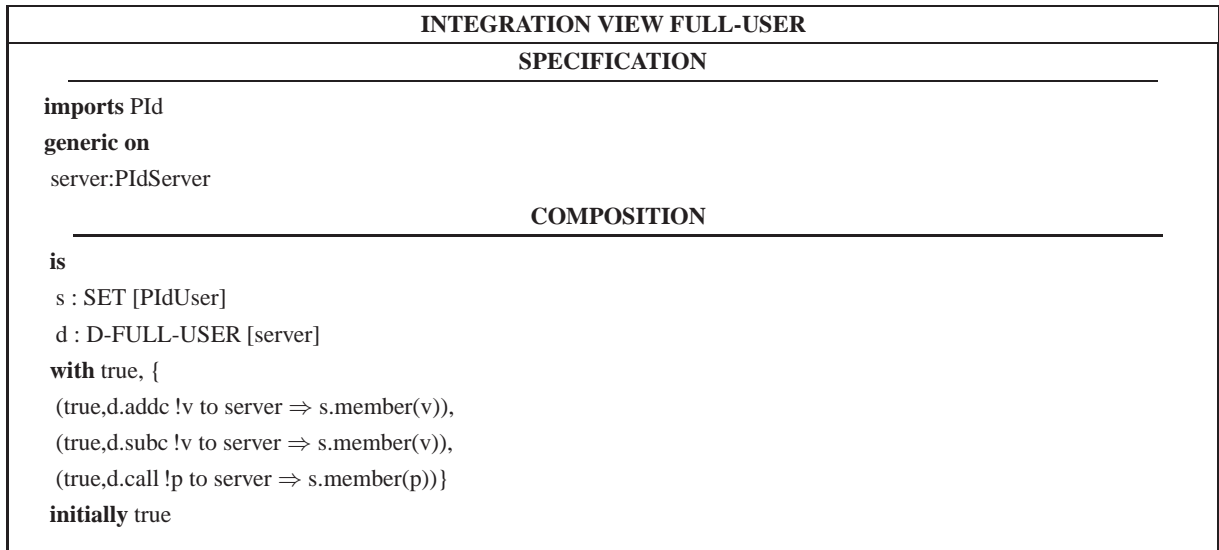 INTEGRATION VIEW FULL-USER
SPECIFICATION
imports PId
generic on
server:PIdServer
COMPOSITION
is
s : SET [PIdUser]
d : D-FULL-USER [server]
with true, {
(true,d.addc !v to server ⇒ s.member(v)),
(true,d.subc !v to server ⇒ s.member(v)),
(true,d.call !p to server ⇒ s.member(p))}
initially true